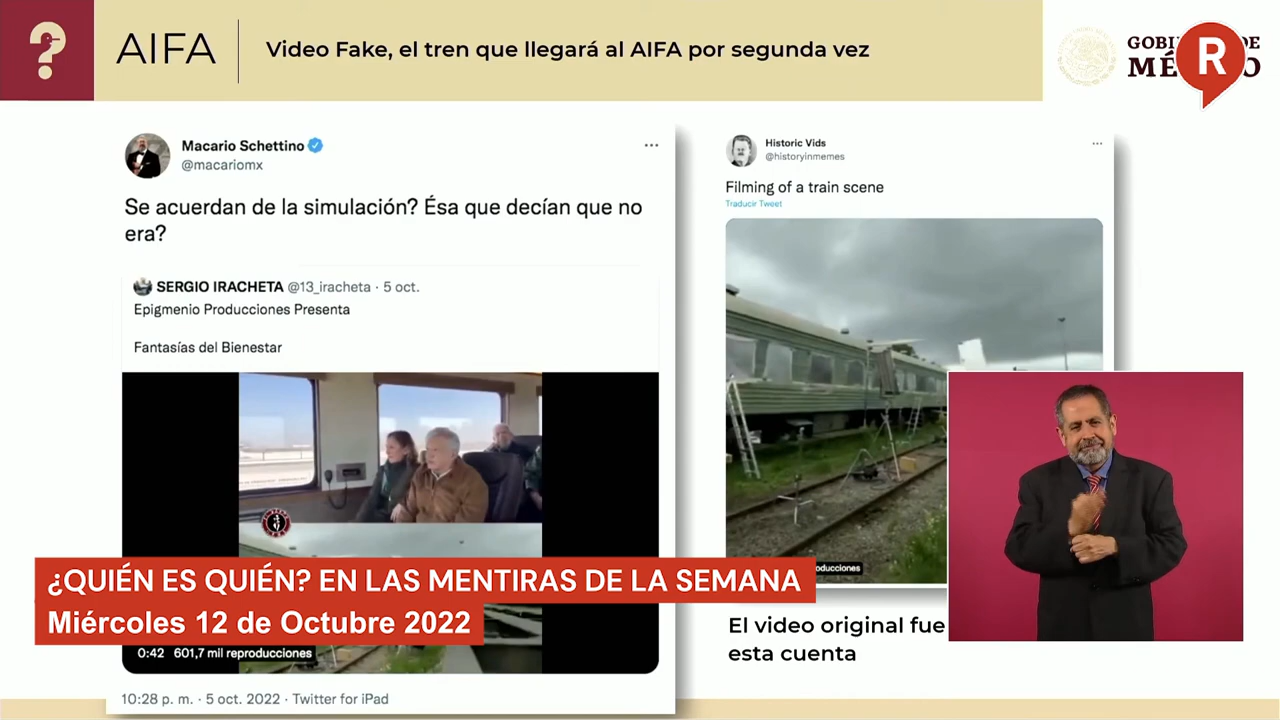 AIFA
Video Fake, el tren que llegará al AIFA por segunda vez
R
Macario Schettino
@macariomx
Se acuerdan de la simulación? Ésa que decían que no
era?
SERGIO IRACHETA @13_iracheta · 5 oct.
Epigmenio Producciones Presenta
Fantasías del Bienestar
0:42 601,7 mil reproducciones
10:28 p. m. · 5 oct. 2022 · Twitter for iPad
Historic Vids
@historyinmemes
Filming of a train scene
Traducir Tweet
El video original fue
esta cuenta
¿QUIÉN ES QUIÉN? EN LAS MENTIRAS DE LA SEMANA
Miércoles 12 de Octubre 2022